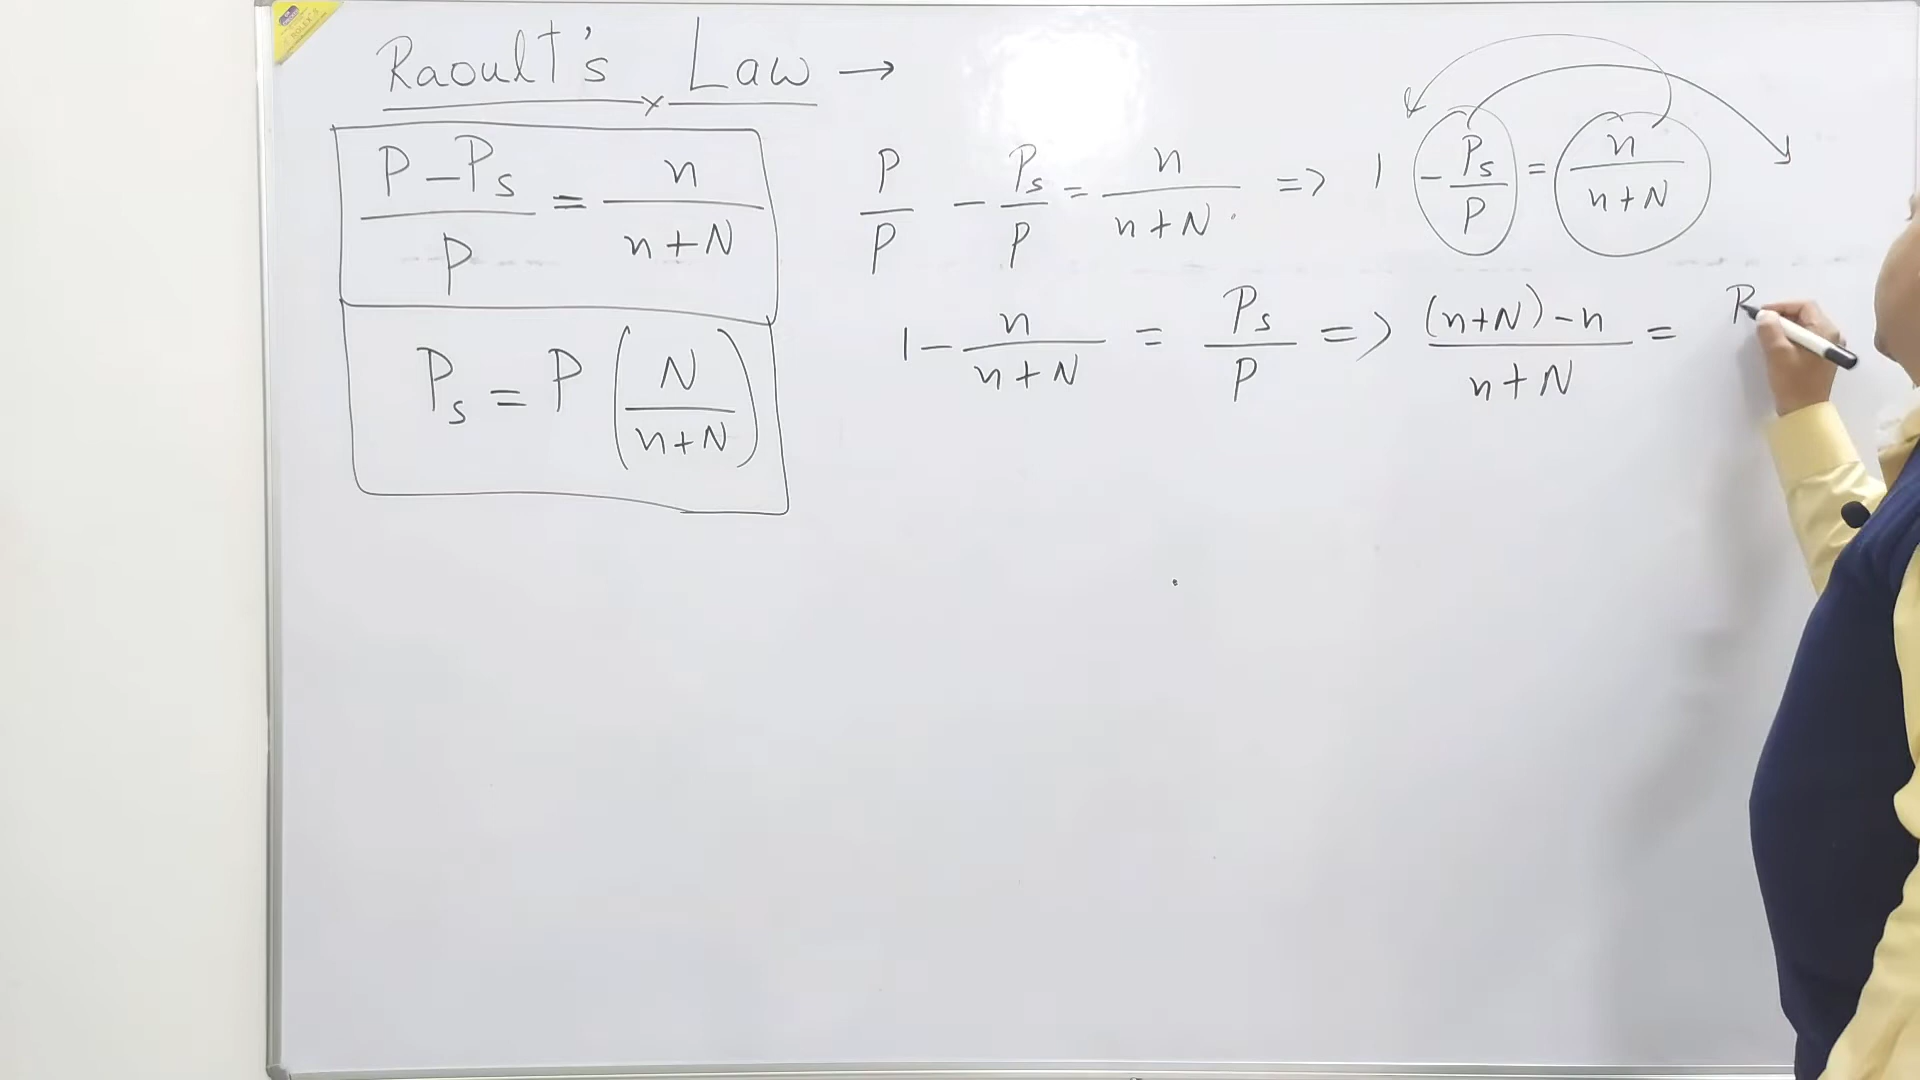 Raoult's Law →
P - Ps / P = n / n + N
Ps = P ( N / n + N )
P / P - Ps / P = n / n + N . => 1 - Ps / P = n / n + N
1 - n / n + N = Ps / P => (n+N) - n / n + N = P